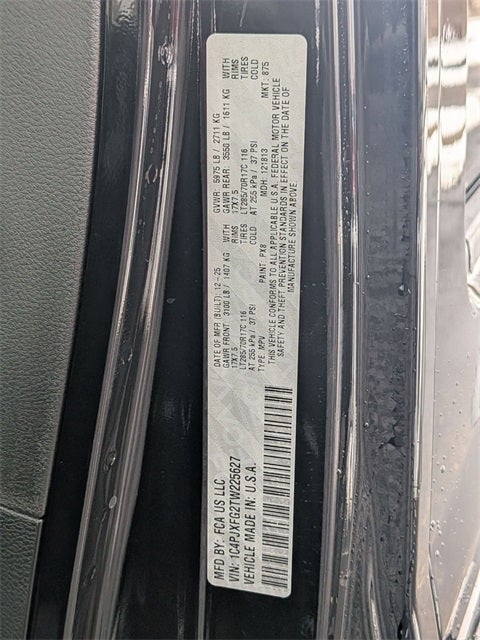 MFD BY: FCA US LLC
VIN: 1C4PJXFG2TW225627
VEHICLE MADE IN: U.S.A.
DATE OF MFR (BUILT): 12-25 GVWR: 5975 LB / 2711 KG
GAWR FRONT: 3100 LB / 1407 KG WITH GAWR REAR: 3550 LB / 1611 KG WITH
17X7.5 RIMS 17X7.5 RIMS
LT285/70R17C 116 TIRES LT285/70R17C 116 TIRES
AT 255 kPa / 37 PSI COLD AT 255 kPa / 37 PSI COLD
TYPE: MPV PAINT: PX8 MDH: 121813 MKT: 875
THIS VEHICLE CONFORMS TO ALL APPLICABLE U.S.A. FEDERAL MOTOR VEHICLE
SAFETY AND THEFT PREVENTION STANDARDS IN EFFECT ON THE DATE OF
MANUFACTURE SHOWN ABOVE.